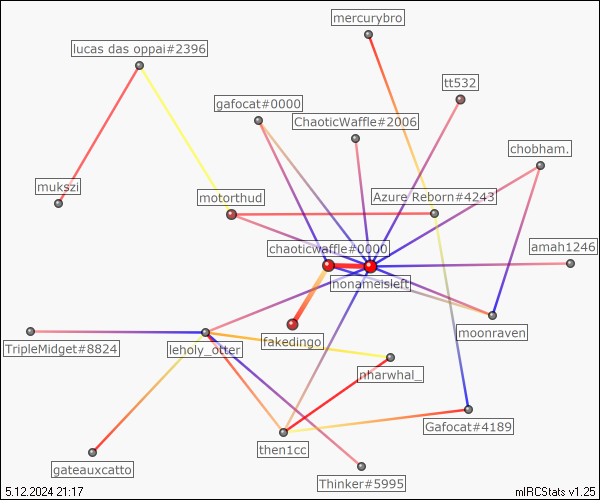 mercurybro
lucas das oppai#2396
tt532
gafocat#0000
ChaoticWaffle#2006
chobham.
mukszi
motorthud
Azure Reborn#4243
chaoticwaffle#0000
amah1246
nonameisleft
moonraven
fakedingo
TripleMidget#8824
leholy_otter
nharwhal_
Gafocat#4189
then1cc
gateauxcatto
Thinker#5995
5.12.2024 21:17
mIRCStats v1.25